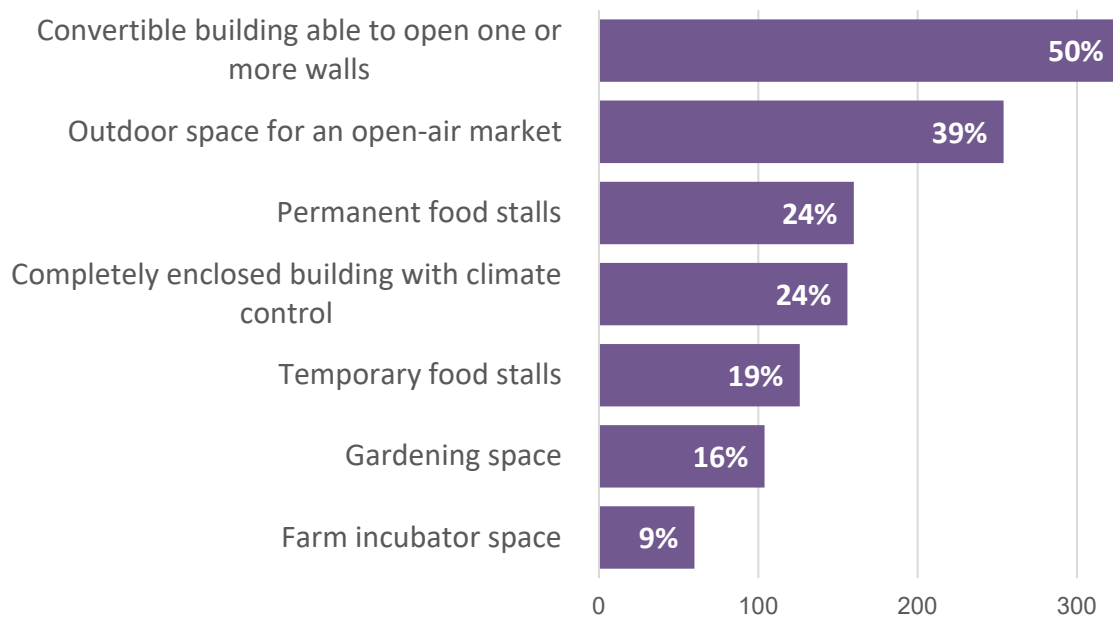 Convertible building able to open one or
more walls
50%
Outdoor space for an open-air market
39%
Permanent food stalls
24%
Completely enclosed building with climate
control
24%
Temporary food stalls
19%
Gardening space
16%
Farm incubator space
9%
0 100 200 300